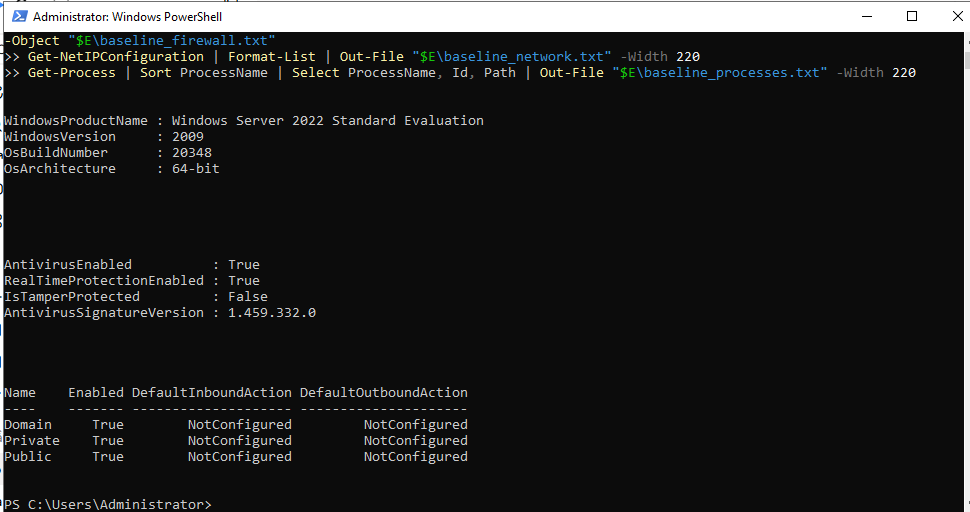 Administrator: Windows PowerShell
-Object "$E\baseline_firewall.txt"
>> Get-NetIPConfiguration | Format-List | Out-File "$E\baseline_network.txt" -Width 220
>> Get-Process | Sort ProcessName | Select ProcessName, Id, Path | Out-File "$E\baseline_processes.txt" -Width 220
WindowsProductName : Windows Server 2022 Standard Evaluation
WindowsVersion     : 2009
OsBuildNumber      : 20348
OsArchitecture     : 64-bit
AntivirusEnabled          : True
RealTimeProtectionEnabled : True
IsTamperProtected         : False
AntivirusSignatureVersion : 1.459.332.0
Name    Enabled DefaultInboundAction DefaultOutboundAction
----    ------- -------------------- ---------------------
Domain     True        NotConfigured         NotConfigured
Private    True        NotConfigured         NotConfigured
Public     True        NotConfigured         NotConfigured
PS C:\Users\Administrator>